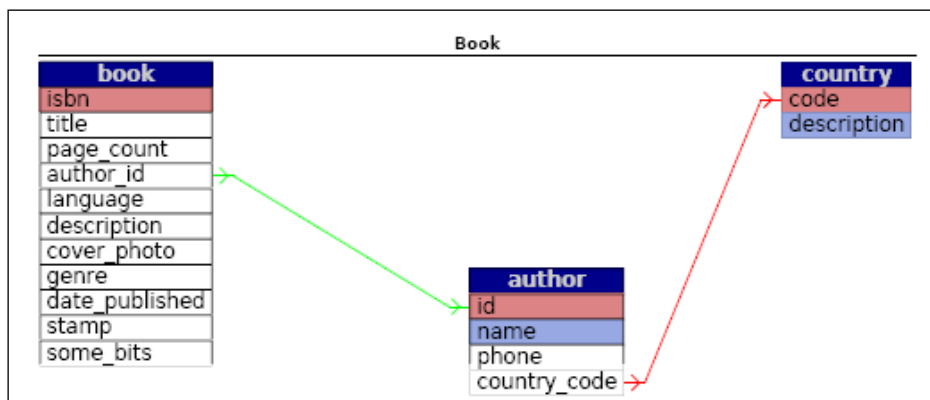 Book
book
isbn
title
page_count
author_id
language
description
cover_photo
genre
date_published
stamp
some_bits
author
id
name
phone
country_code
country
code
description